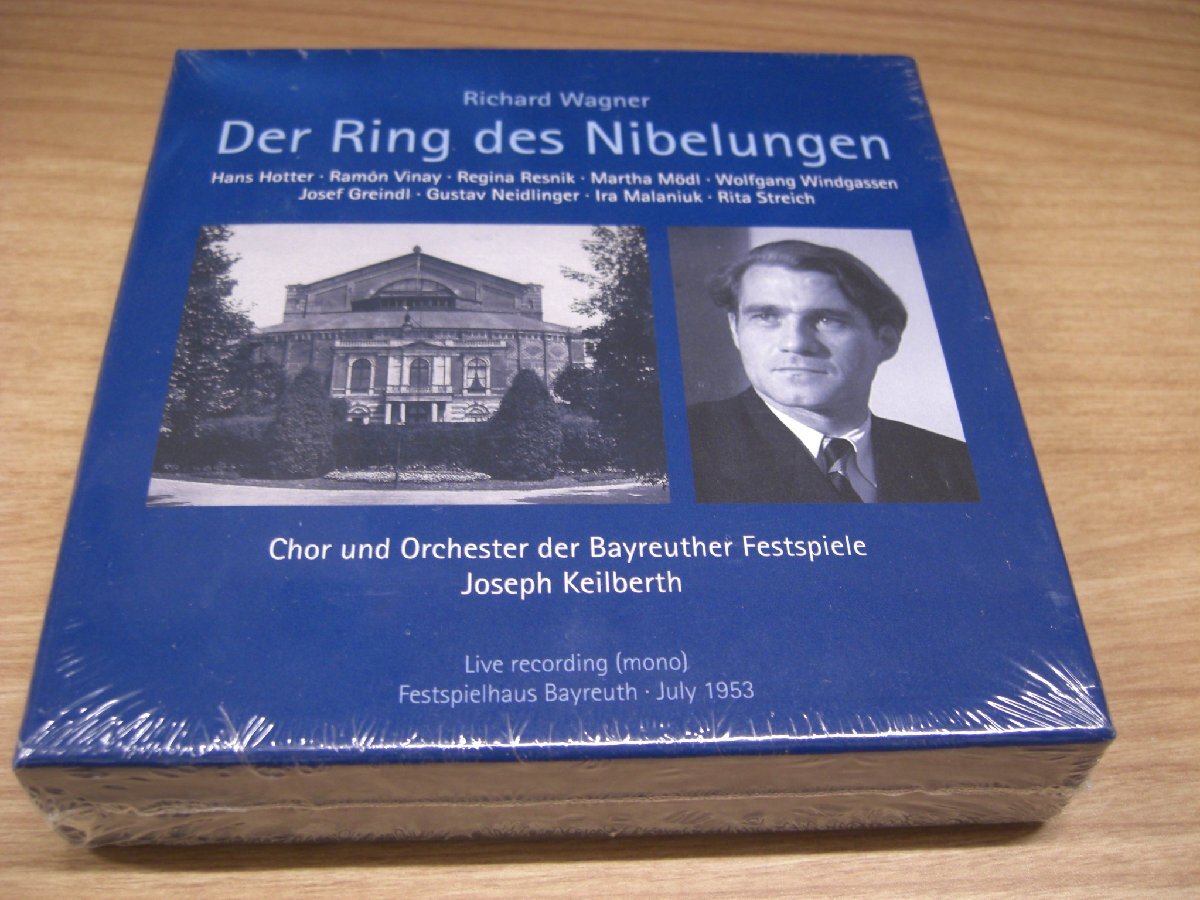 Richard Wagner
Der Ring des Nibelungen
Hans Hotter · Ramón Vinay · Regina Resnik · Martha Mödl · Wolfgang Windgassen
Josef Greindl · Gustav Neidlinger · Ira Malaniuk · Rita Streich
Chor und Orchester der Bayreuther Festspiele
Joseph Keilberth
Live recording (mono)
Festspielhaus Bayreuth · July 1953